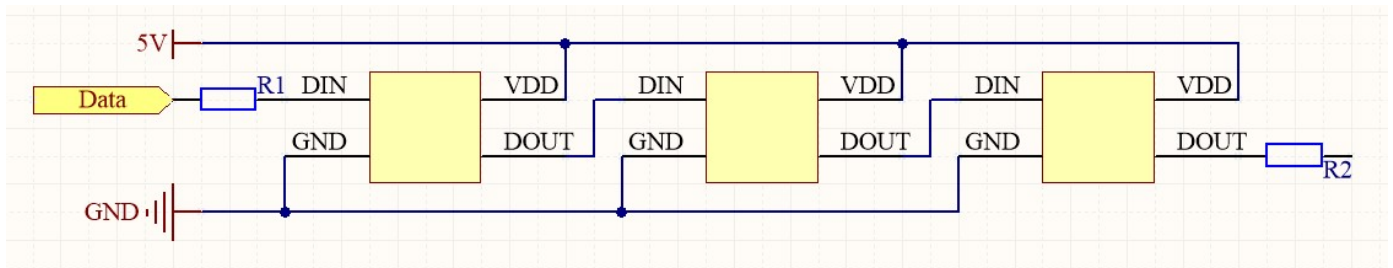 5V
Data
R1
DIN
VDD
DIN
VDD
DIN
VDD
GND
DOUT
GND
DOUT
GND
DOUT
R2
GND